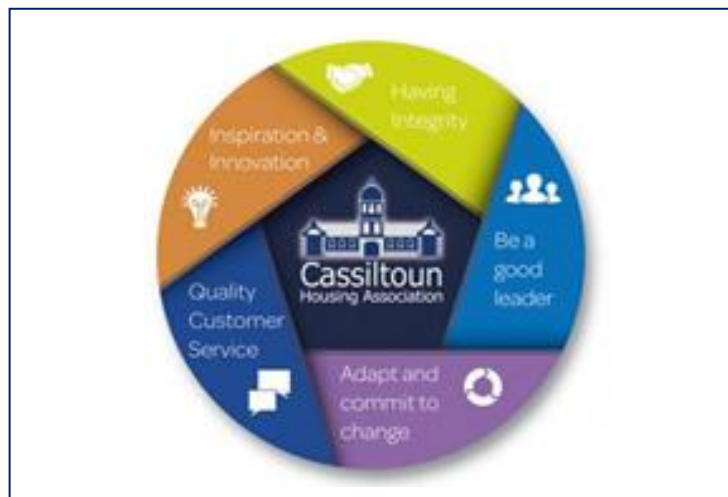 Having
Integrity
Be a
good
leader
Adapt and
commit to
change
Quality
Customer
Service
Inspiration &
Innovation
Cassiltoun
Housing Association